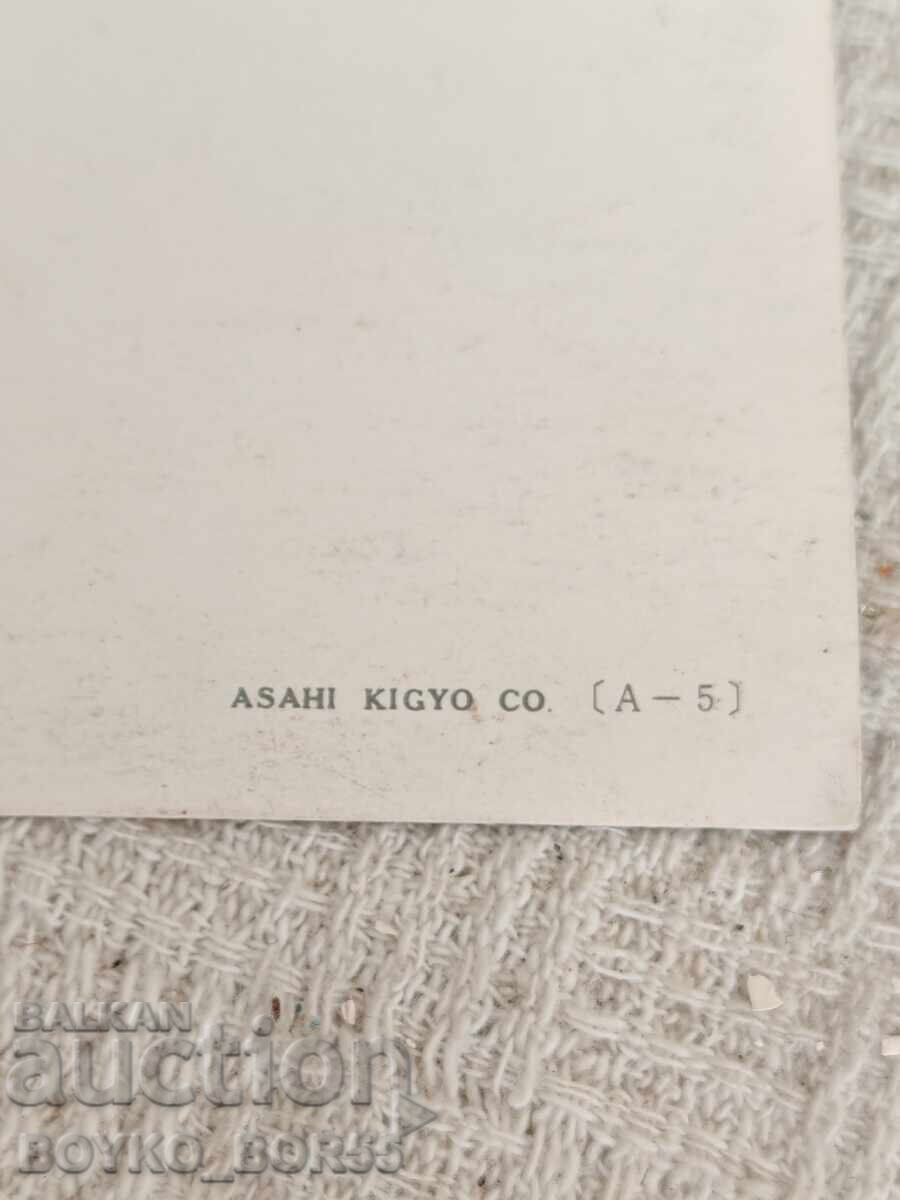 ASAHI KIGYO CO. 〔A-5〕
BALKAN
auction
BOYKO_BOR55